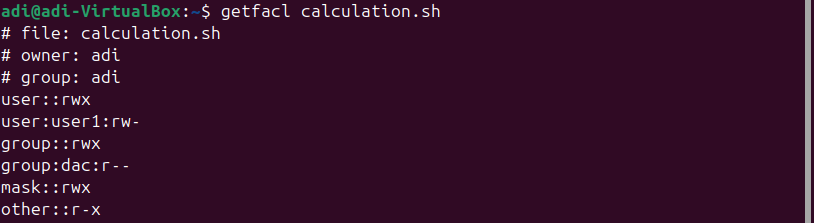 adi@adi-VirtualBox:~$ getfacl calculation.sh
# file: calculation.sh
# owner: adi
# group: adi
user::rwx
user:user1:rw-
group::rwx
group:dac:r--
mask::rwx
other::r-x